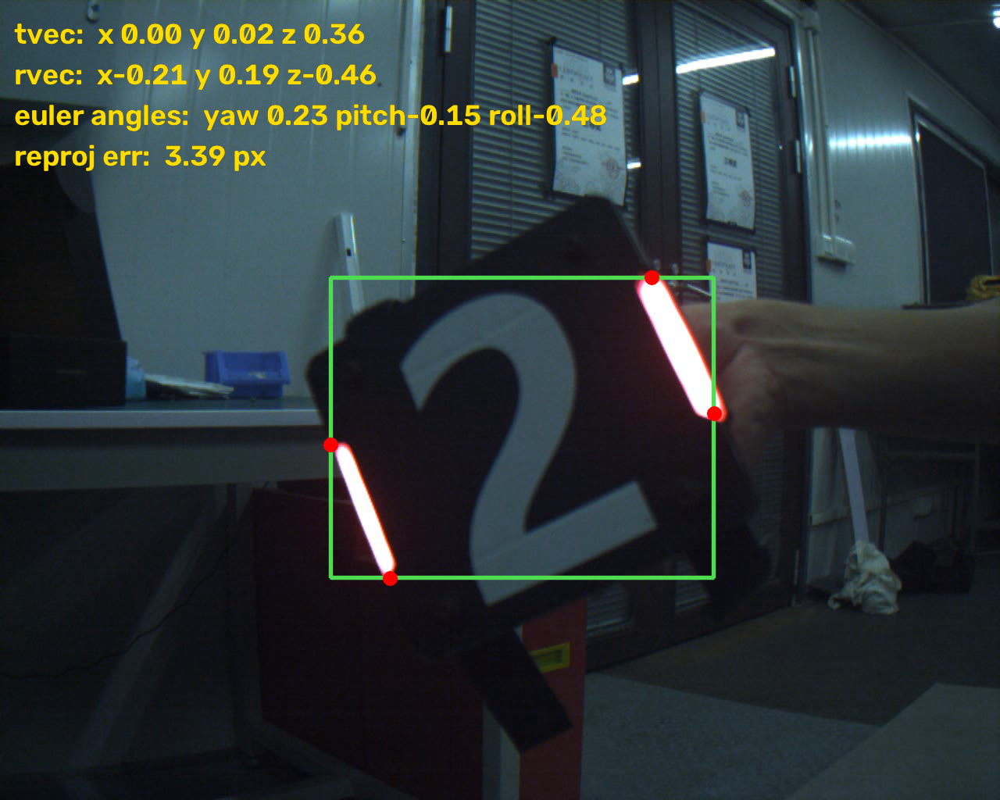 tvec:  x 0.00 y 0.02 z 0.36
rvec:  x-0.21 y 0.19 z-0.46
euler angles:  yaw 0.23 pitch-0.15 roll-0.48
reproj err:  3.39 px
2